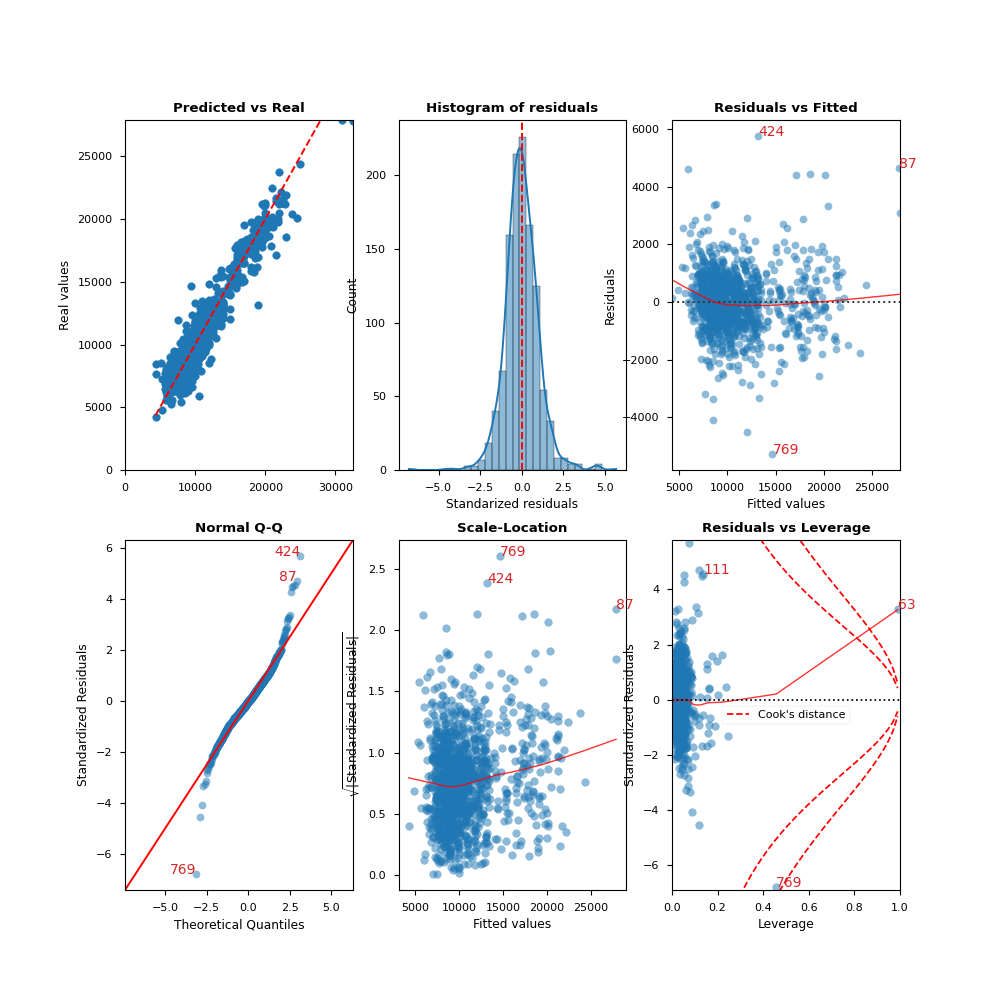 Predicted vs Real
Real values
25000
20000
15000
10000
5000
0
0 10000 20000 30000
Histogram of residuals
Count
200
150
100
50
0
−5.0 −2.5 0.0 2.5 5.0
Standarized residuals
Residuals vs Fitted
Residuals
6000
4000
2000
0
−2000
−4000
424
87
769
5000 10000 15000 20000 25000
Fitted values
Normal Q-Q
Standardized Residuals
6
4
2
0
−2
−4
−6
424
87
769
−5.0 −2.5 0.0 2.5 5.0
Theoretical Quantiles
Scale-Location
√|Standardized Residuals|
2.5
2.0
1.5
1.0
0.5
0.0
769
424
87
5000 10000 15000 20000 25000
Fitted values
Residuals vs Leverage
Standardized Residuals
4
2
0
−2
−4
−6
111
63
Cook's distance
769
0.0 0.2 0.4 0.6 0.8 1.0
Leverage